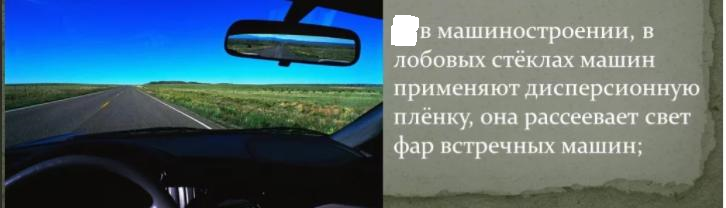 в машиностроении, в
лобовых стёклах машин
применяют дисперсионную
плёнку, она рассеевает свет
фар встречных машин;